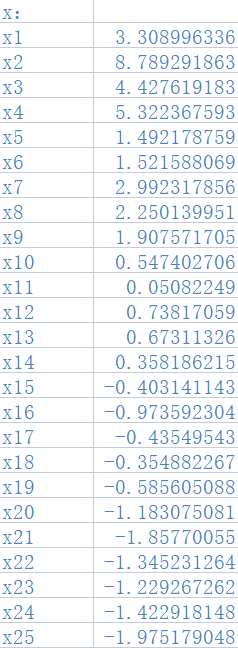 x：
x1 3.308996336
x2 8.789291863
x3 4.427619183
x4 5.322367593
x5 1.492178759
x6 1.521588069
x7 2.992317856
x8 2.250139951
x9 1.907571705
x10 0.547402706
x11 0.05082249
x12 0.73817059
x13 0.67311326
x14 0.358186215
x15 -0.403141143
x16 -0.973592304
x17 -0.43549543
x18 -0.354882267
x19 -0.585605088
x20 -1.183075081
x21 -1.85770055
x22 -1.345231264
x23 -1.229267262
x24 -1.422918148
x25 -1.975179048